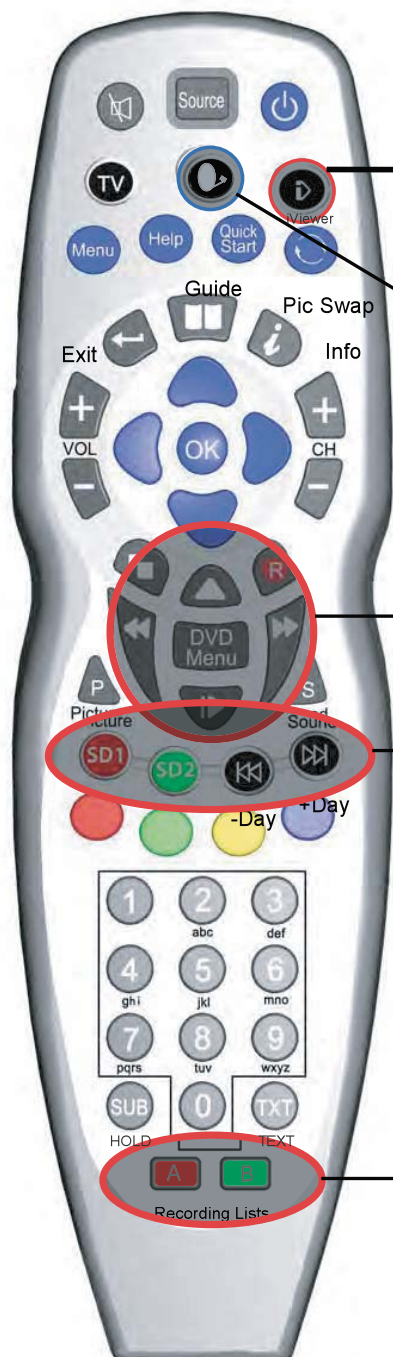 Source
TV
iViewer
Menu
Help
Quick
Start
Guide
Pic Swap
Exit
Info
+
+
VOL
OK
CH
-
-
R
DVD
Menu
P
S
Picture
Sound
SD1
SD2
-Day
+Day
1
2
3
abc
def
4
5
6
ghi
jkl
mno
7
8
9
pqrs
tuv
wxyz
SUB
0
TXT
HOLD
TEXT
A
B
Recording Lists